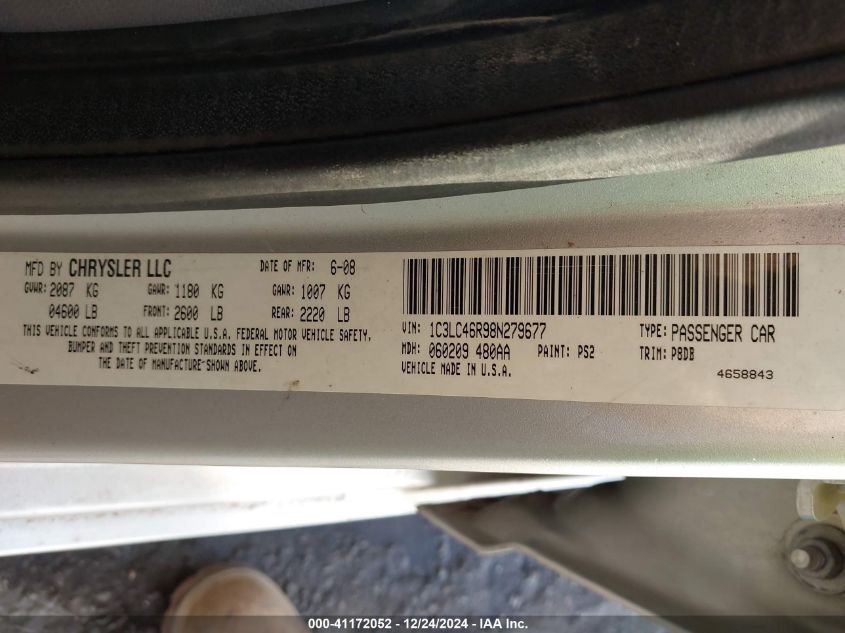 MFD BY CHRYSLER LLC DATE OF MFR: 6-08
GVWR: 2087 KG GAWR: 1180 KG GAWR: 1007 KG
04600 LB FRONT: 2600 LB REAR: 2220 LB
THIS VEHICLE CONFORMS TO ALL APPLICABLE U.S.A. FEDERAL MOTOR VEHICLE SAFETY,
BUMPER AND THEFT PREVENTION STANDARDS IN EFFECT ON
THE DATE OF MANUFACTURE SHOWN ABOVE.
VIN: 1C3LC46R98N279677 TYPE: PASSENGER CAR
MDH: 060209 480AA PAINT: PS2 TRIM: P8DB
VEHICLE MADE IN U.S.A. 4658843
000-41172052 - 12/24/2024 - IAA Inc.